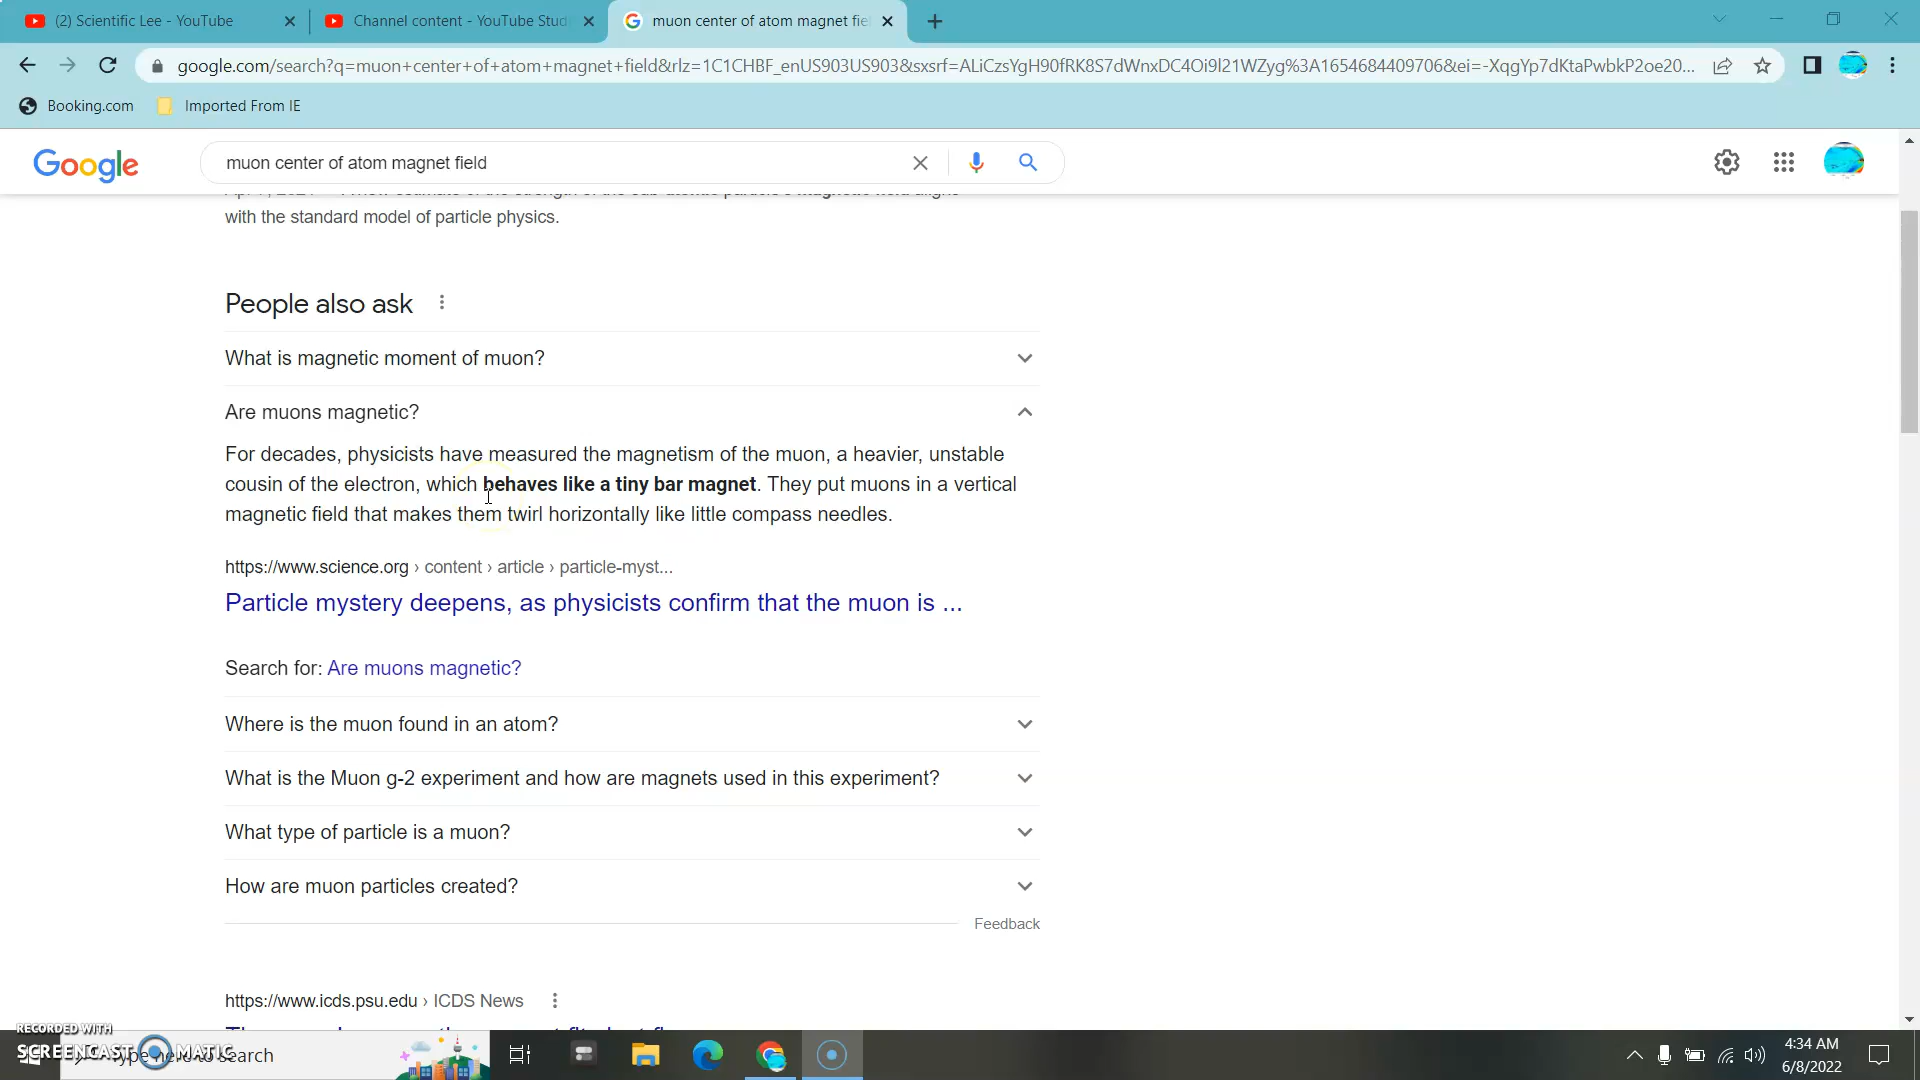 (2) Scientific Lee - YouTube
Channel content - YouTube Stud
muon center of atom magnet fie
google.com/search?q=muon+center+of+atom+magnet+field&rlz=1C1CHBF_enUS903US903&sxsrf=ALiCzsYgH90fRK8S7dWnxDC4Oi9l21WZyg%3A1654684409706&ei=-XqgYp7dKtaPwbkP2oe20...
Booking.com
Imported From IE
Google
muon center of atom magnet field
with the standard model of particle physics.
People also ask
What is magnetic moment of muon?
Are muons magnetic?
For decades, physicists have measured the magnetism of the muon, a heavier, unstable
cousin of the electron, which behaves like a tiny bar magnet. They put muons in a vertical
magnetic field that makes them twirl horizontally like little compass needles.
https://www.science.org › content › article › particle-myst...
Particle mystery deepens, as physicists confirm that the muon is ...
Search for: Are muons magnetic?
Where is the muon found in an atom?
What is the Muon g-2 experiment and how are magnets used in this experiment?
What type of particle is a muon?
How are muon particles created?
Feedback
https://www.icds.psu.edu › ICDS News
RECORDED WITH
SCREENCAST MATIC
Type here to search
4:34 AM
6/8/2022